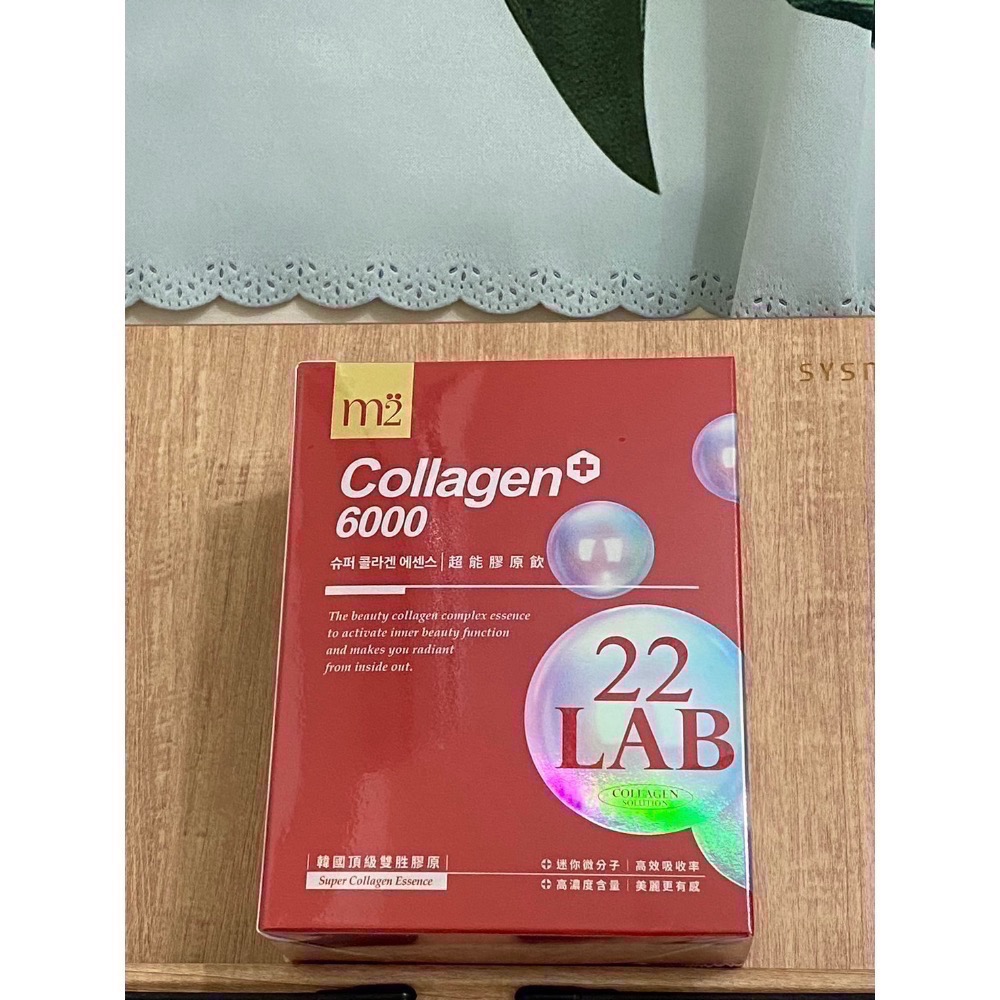 m2
Collagen+
6000
슈퍼 콜라겐 에센스|超能膠原飲
The beauty collagen complex essence
to activate inner beauty function
and makes you radiant
from inside out.
22
LAB
COLLAGEN
SOLUTION
|韓國頂級雙胜膠原|
Super Collagen Essence
迷你微分子|高效吸收率
高濃度含量|美麗更有感